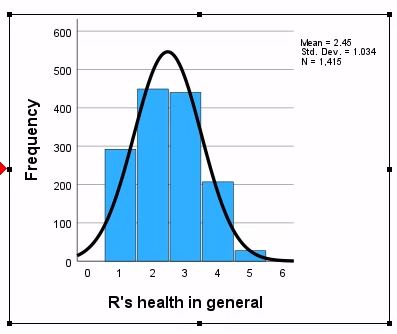 Mean = 2.45
Std. Dev. = 1.034
N = 1,415
600
500
400
300
200
100
0
Frequency
0 1 2 3 4 5 6
R's health in general